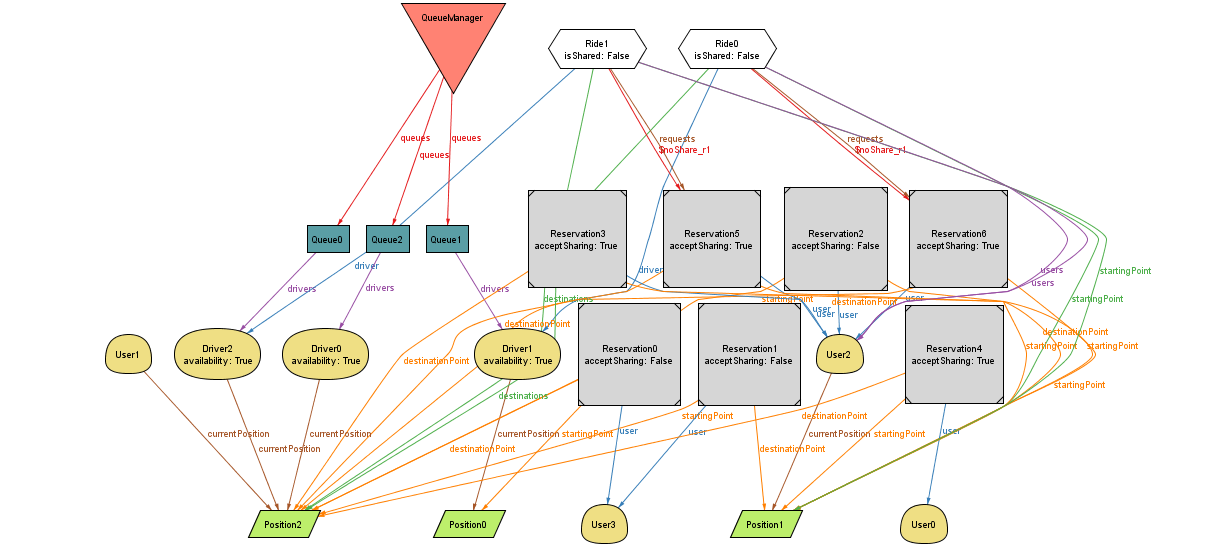 QueueManager
Ride1
isShared: False
Ride0
isShared: False
queues
queues
queues
requests
$noShare_r1
requests
$noShare_r1
Reservation3
acceptSharing: True
Reservation5
acceptSharing: True
Reservation2
acceptSharing: False
Reservation6
acceptSharing: True
Queue0
Queue2
Queue1
driver
driver
users
users
startingPoint
drivers
drivers
drivers
destinations
startingPoint
destinationPoint
user
startingPoint
user
user
user
destinationPoint
destinationPoint
User1
Driver2
availability: True
Driver0
availability: True
destinationPoint
Driver1
availability: True
Reservation0
acceptSharing: False
Reservation1
acceptSharing: False
User2
Reservation4
acceptSharing: True
startingPoint
startingPoint
startingPoint
destinations
currentPosition
currentPosition
currentPosition
currentPosition
startingPoint
user
startingPoint
user
destinationPoint
currentPosition
startingPoint
user
destinationPoint
destinationPoint
Position2
Position0
User3
Position1
User0